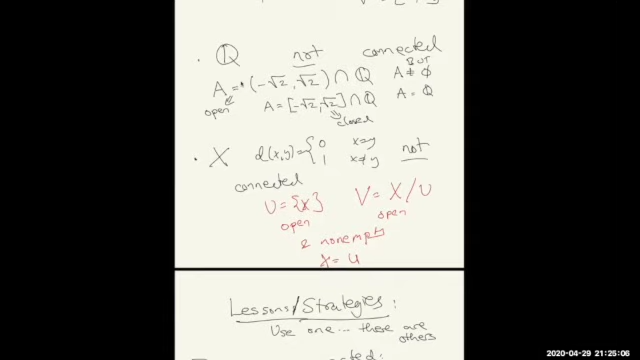 V = [
· ℚ not connected
A = (-√2, √2) ∩ ℚ A ≠ ∅ BUT
open
A = [-√2, √2] ∩ ℚ A = ℚ
closed
· X d(x,y) = { 0 x=y
1 x≠y not
connected
U = {x} V = X / U
open open
& nonempty
X = U
Lessons/Strategies:
Use one... these are
others
2020-04-29 21:25:06